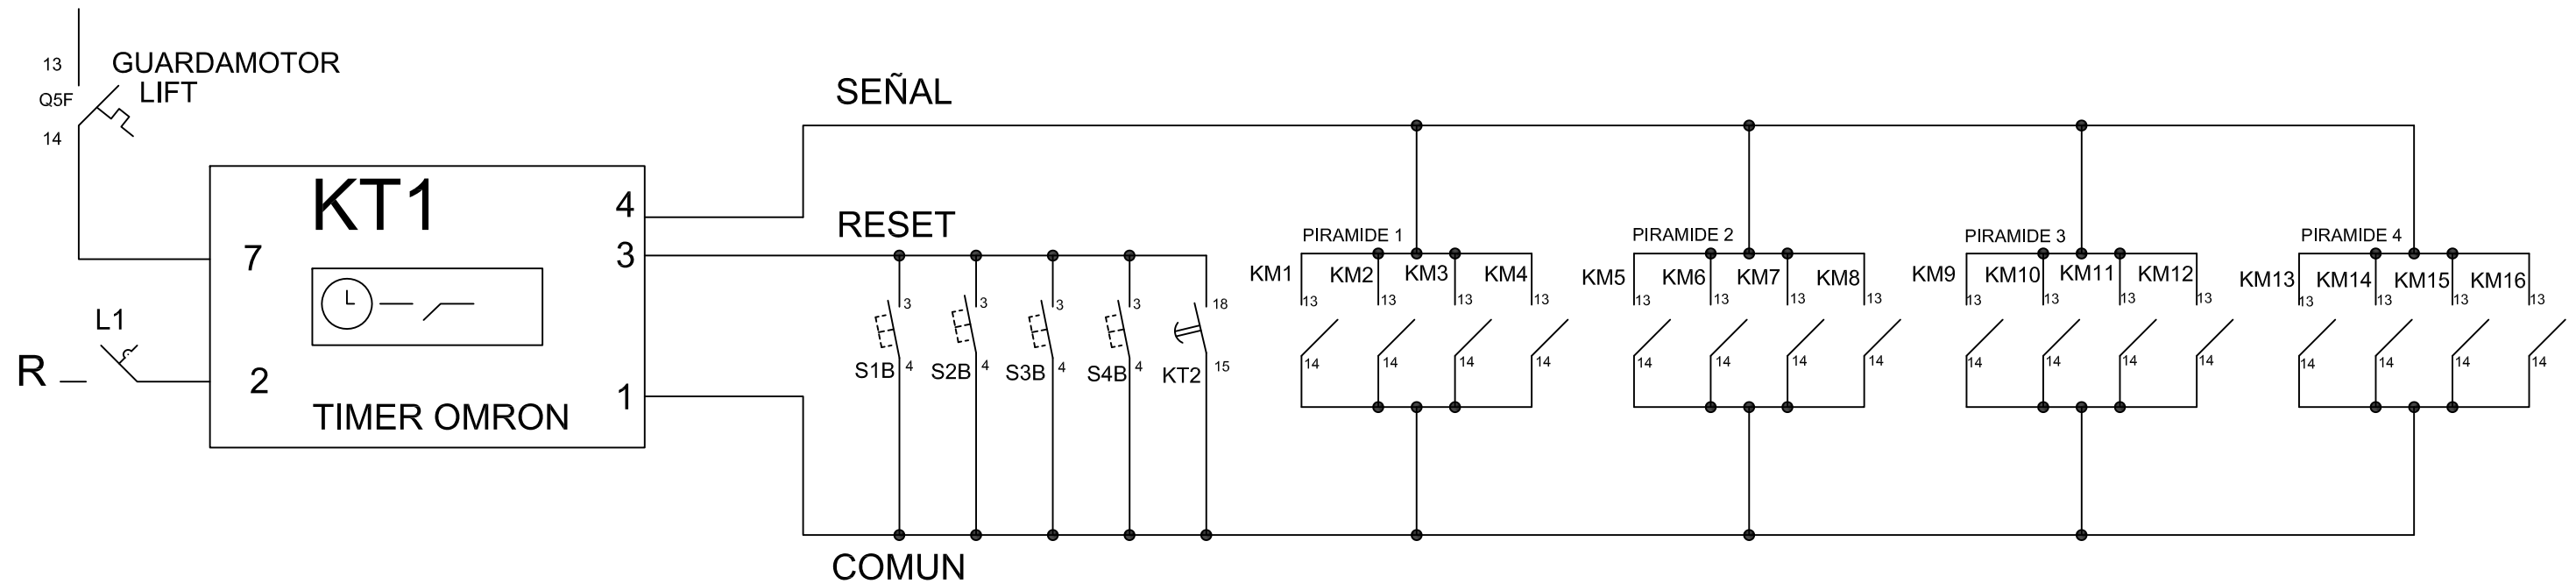 13
GUARDAMOTOR
LIFT
Q5F
14
SEÑAL
KT1
4
RESET
3
7
L1
R
2
1
TIMER OMRON
COMUN
3
3
3
3
18
S1B
4
S2B
4
S3B
4
S4B
4
KT2
15
PIRAMIDE 1
KM1
KM2
KM3
KM4
13
13
13
13
14
14
14
14
PIRAMIDE 2
KM5
KM6
KM7
KM8
13
13
13
13
14
14
14
14
PIRAMIDE 3
KM9
KM10
KM11
KM12
13
13
13
13
14
14
14
14
PIRAMIDE 4
KM13
KM14
KM15
KM16
13
13
13
13
14
14
14
14